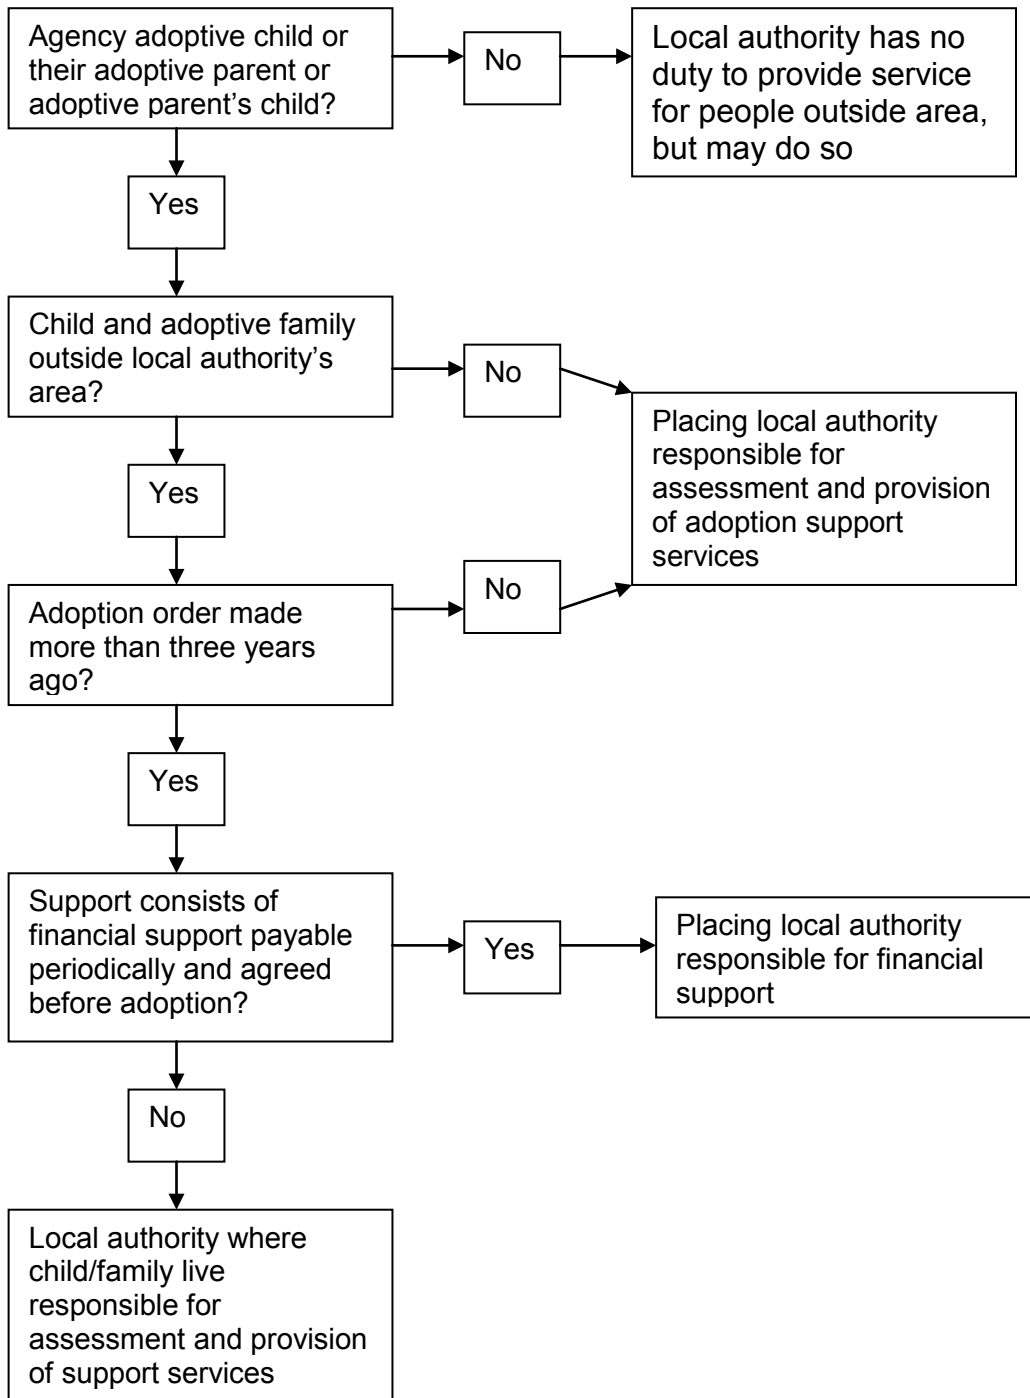 Agency adoptive child or
their adoptive parent or
adoptive parent’s child?
No
Local authority has no
duty to provide service
for people outside area,
but may do so
Yes
Child and adoptive family
outside local authority’s
area?
No
Placing local authority
responsible for
assessment and provision
of adoption support
services
Yes
No
Adoption order made
more than three years
ago?
Yes
Support consists of
financial support payable
periodically and agreed
before adoption?
Yes
Placing local authority
responsible for financial
support
No
Local authority where
child/family live
responsible for
assessment and provision
of support services